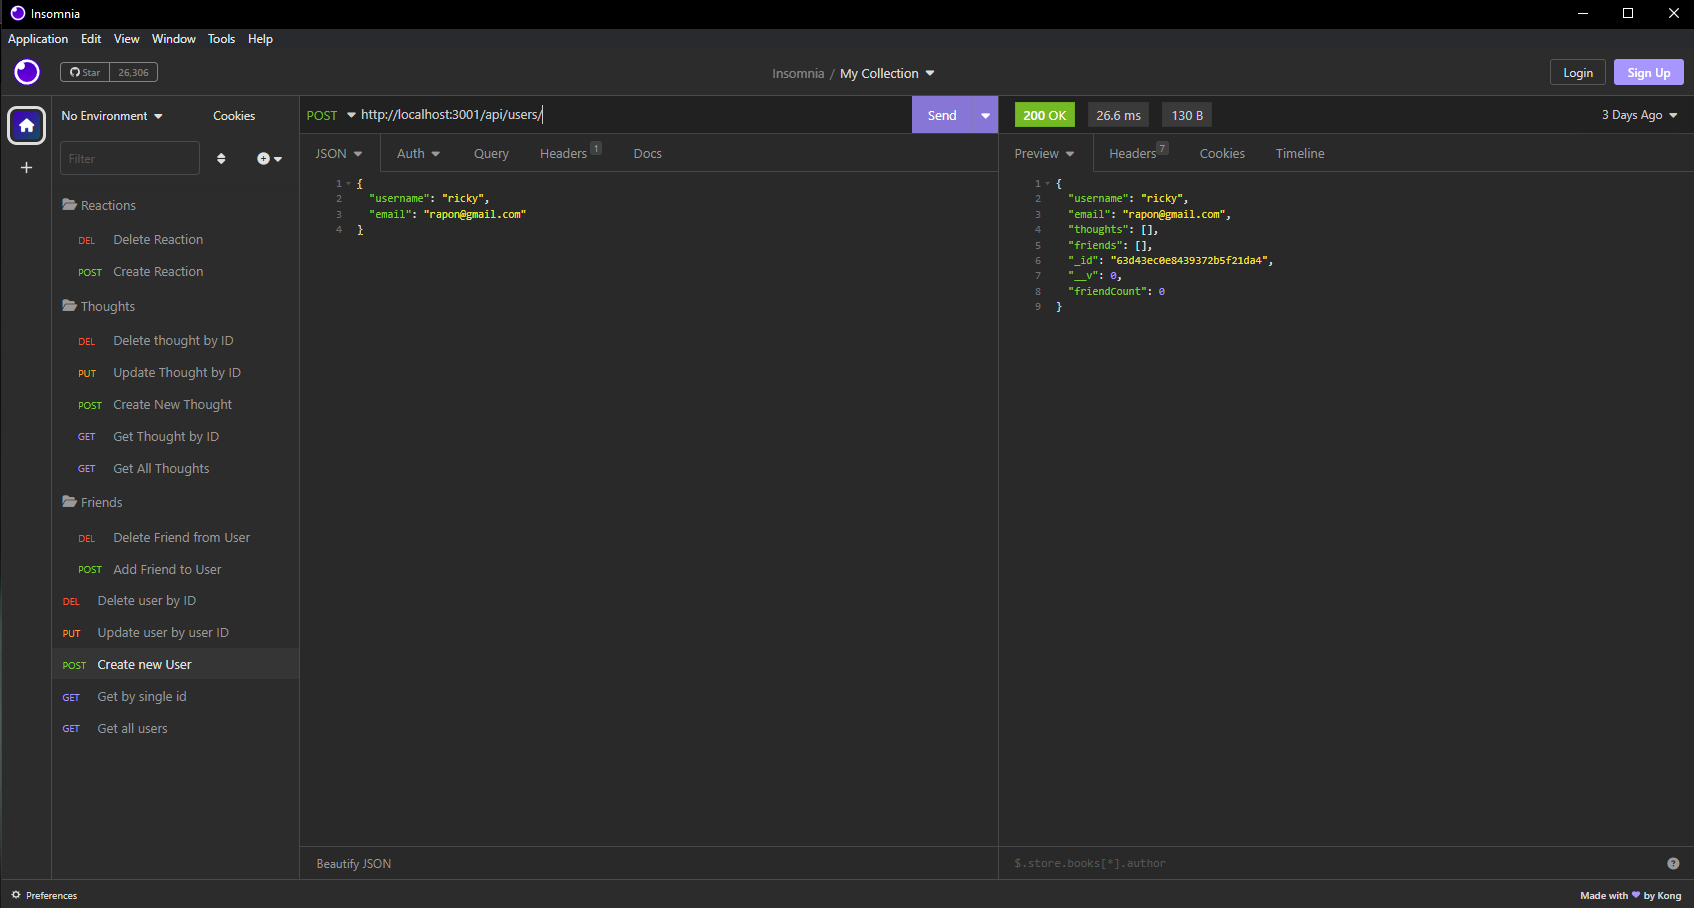 Insomnia
Application Edit View Window Tools Help
Star 26,306
Insomnia / My Collection
Login Sign Up
No Environment Cookies
Filter
Reactions
DEL Delete Reaction
POST Create Reaction
Thoughts
DEL Delete thought by ID
PUT Update Thought by ID
POST Create New Thought
GET Get Thought by ID
GET Get All Thoughts
Friends
DEL Delete Friend from User
POST Add Friend to User
DEL Delete user by ID
PUT Update user by user ID
POST Create new User
GET Get by single id
GET Get all users
POST http://localhost:3001/api/users/ Send
JSON Auth Query Headers 1 Docs
1 {
2 "username": "ricky",
3 "email": "rapon@gmail.com"
4 }
Beautify JSON
200 OK 26.6 ms 130 B 3 Days Ago
Preview Headers 7 Cookies Timeline
1 {
2 "username": "ricky",
3 "email": "rapon@gmail.com",
4 "thoughts": [],
5 "friends": [],
6 "_id": "63d43ec0e8439372b5f21da4",
7 "__v": 0,
8 "friendCount": 0
9 }
$.store.books[*].author ?
Preferences
Made with 💜 by Kong